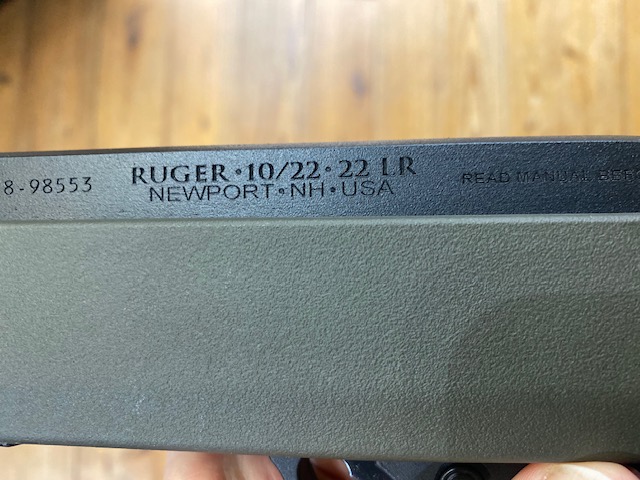 8-98553
RUGER•10/22•22 LR
NEWPORT•NH•USA
READ MANUAL